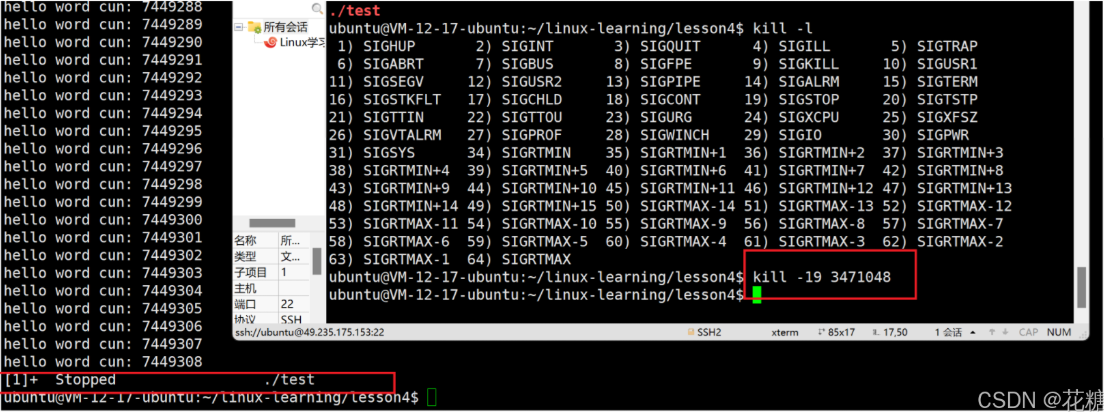 hello word cun: 7449288
hello word cun: 7449289
hello word cun: 7449290
hello word cun: 7449291
hello word cun: 7449292
hello word cun: 7449293
hello word cun: 7449294
hello word cun: 7449295
hello word cun: 7449296
hello word cun: 7449297
hello word cun: 7449298
hello word cun: 7449299
hello word cun: 7449300
hello word cun: 7449301
hello word cun: 7449302
hello word cun: 7449303
hello word cun: 7449304
hello word cun: 7449305
hello word cun: 7449306
hello word cun: 7449307
hello word cun: 7449308
[1]+  Stopped                 ./test
ubuntu@VM-12-17-ubuntu:~/linux-learning/lesson4$
所有会话
Linux学习
名称 所...
类型 文...
子项目 1
主机
端口 22
协议 SSH
./test
ubuntu@VM-12-17-ubuntu:~/linux-learning/lesson4$ kill -l
1) SIGHUP 2) SIGINT 3) SIGQUIT 4) SIGILL 5) SIGTRAP
6) SIGABRT 7) SIGBUS 8) SIGFPE 9) SIGKILL 10) SIGUSR1
11) SIGSEGV 12) SIGUSR2 13) SIGPIPE 14) SIGALRM 15) SIGTERM
16) SIGSTKFLT 17) SIGCHLD 18) SIGCONT 19) SIGSTOP 20) SIGTSTP
21) SIGTTIN 22) SIGTTOU 23) SIGURG 24) SIGXCPU 25) SIGXFSZ
26) SIGVTALRM 27) SIGPROF 28) SIGWINCH 29) SIGIO 30) SIGPWR
31) SIGSYS 34) SIGRTMIN 35) SIGRTMIN+1 36) SIGRTMIN+2 37) SIGRTMIN+3
38) SIGRTMIN+4 39) SIGRTMIN+5 40) SIGRTMIN+6 41) SIGRTMIN+7 42) SIGRTMIN+8
43) SIGRTMIN+9 44) SIGRTMIN+10 45) SIGRTMIN+11 46) SIGRTMIN+12 47) SIGRTMIN+13
48) SIGRTMIN+14 49) SIGRTMIN+15 50) SIGRTMAX-14 51) SIGRTMAX-13 52) SIGRTMAX-12
53) SIGRTMAX-11 54) SIGRTMAX-10 55) SIGRTMAX-9 56) SIGRTMAX-8 57) SIGRTMAX-7
58) SIGRTMAX-6 59) SIGRTMAX-5 60) SIGRTMAX-4 61) SIGRTMAX-3 62) SIGRTMAX-2
63) SIGRTMAX-1 64) SIGRTMAX
ubuntu@VM-12-17-ubuntu:~/linux-learning/lesson4$ kill -19 3471048
ubuntu@VM-12-17-ubuntu:~/linux-learning/lesson4$
ssh://ubuntu@49.235.175.153:22 SSH2 xterm 85x17 17,50 1 会话 CAP NUM
CSDN @花糖